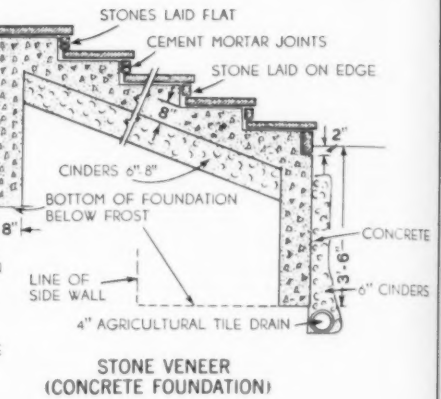 STONES LAID FLAT
CEMENT MORTAR JOINTS
STONE LAID ON EDGE
8"
2"
CINDERS 6"-8"
BOTTOM OF FOUNDATION
BELOW FROST
8"
CONCRETE
3'-6"
LINE OF
SIDE WALL
6" CINDERS
4" AGRICULTURAL TILE DRAIN
STONE VENEER
(CONCRETE FOUNDATION)